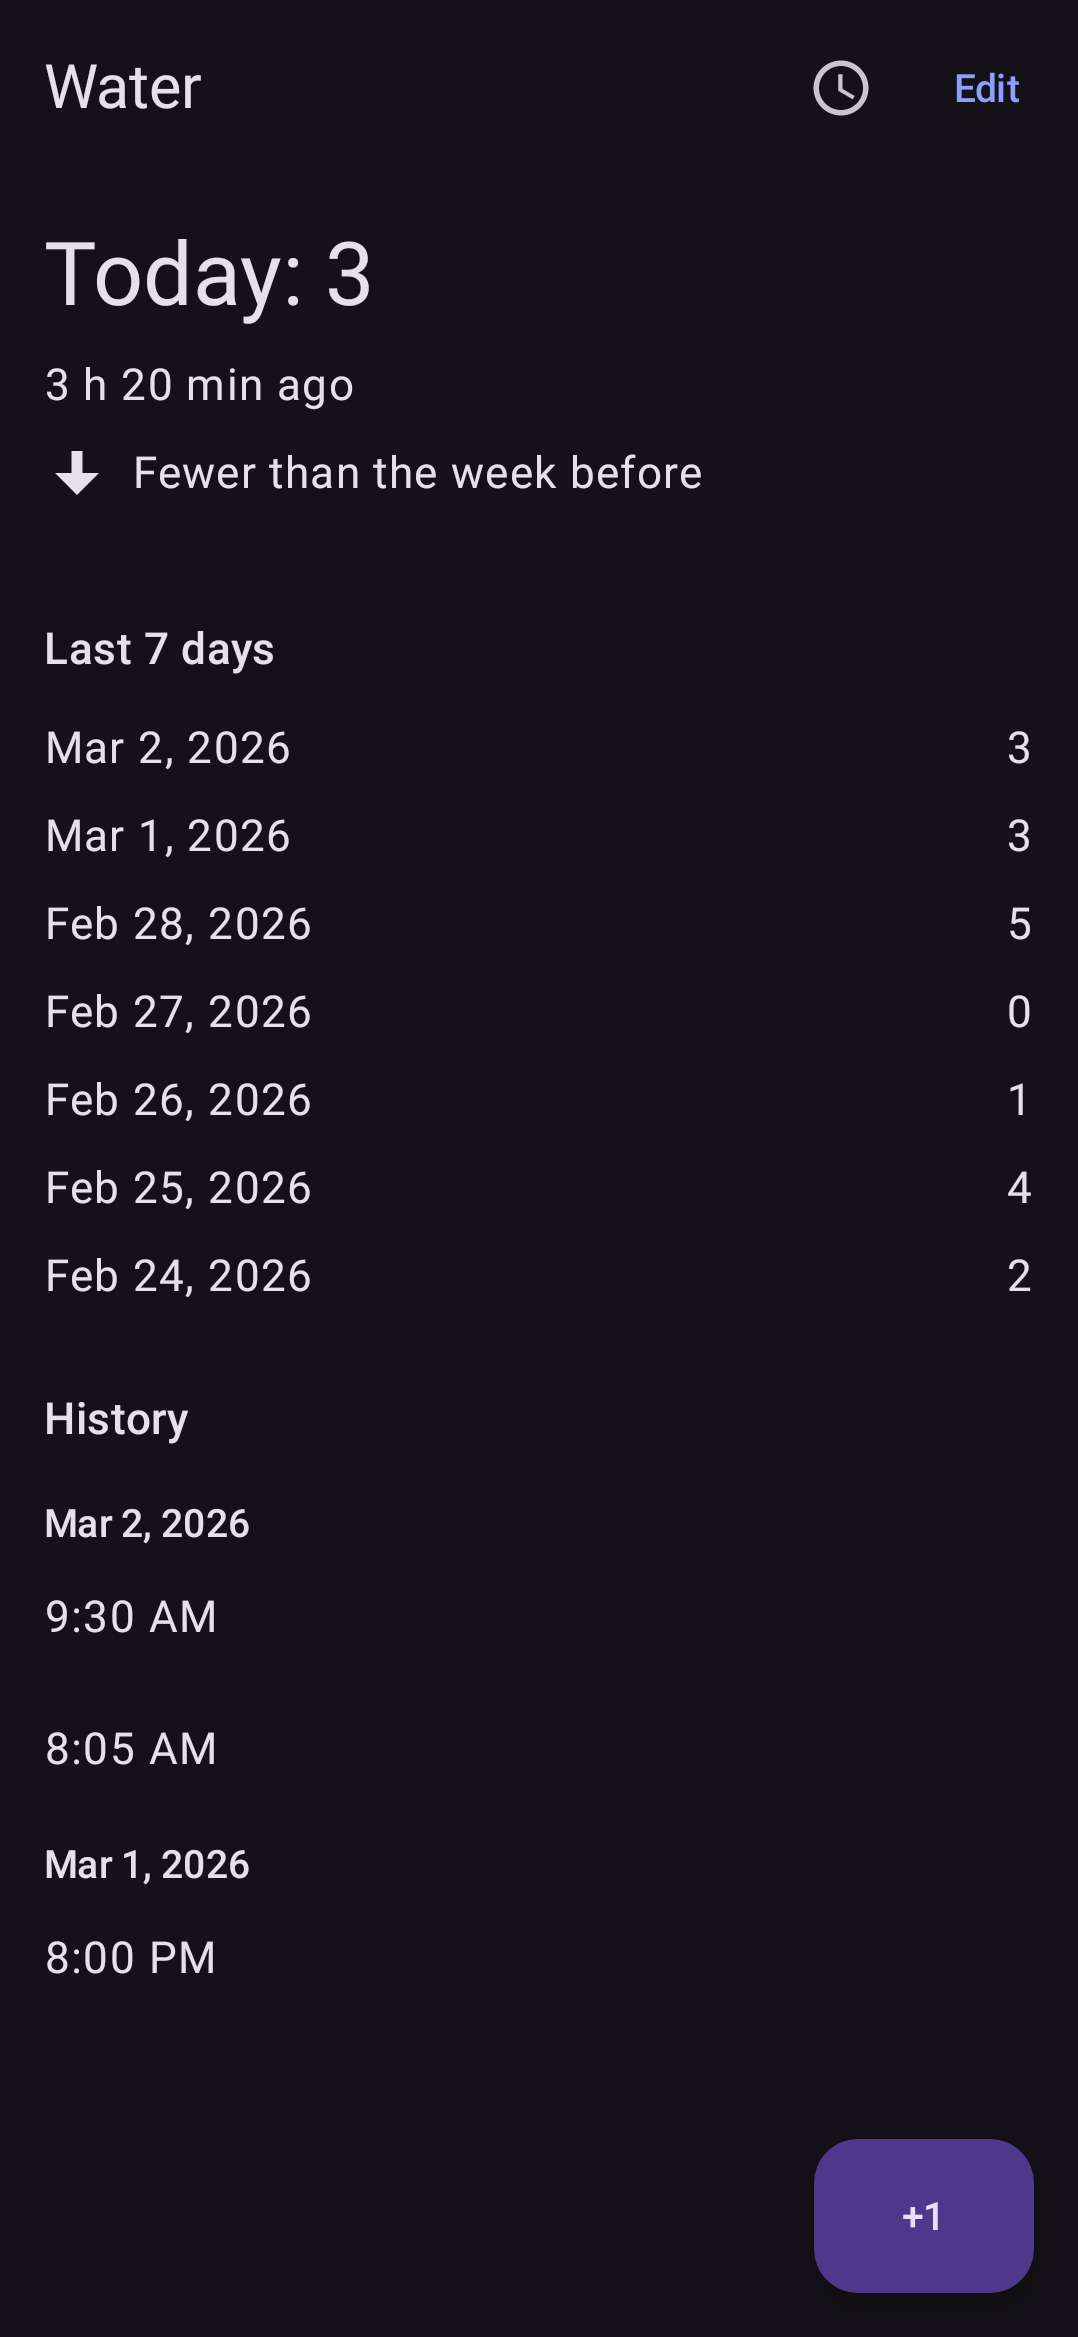 Water
Edit
Today: 3
3 h 20 min ago
Fewer than the week before
Last 7 days
Mar 2, 2026 3
Mar 1, 2026 3
Feb 28, 2026 5
Feb 27, 2026 0
Feb 26, 2026 1
Feb 25, 2026 4
Feb 24, 2026 2
History
Mar 2, 2026
9:30 AM
8:05 AM
Mar 1, 2026
8:00 PM
+1